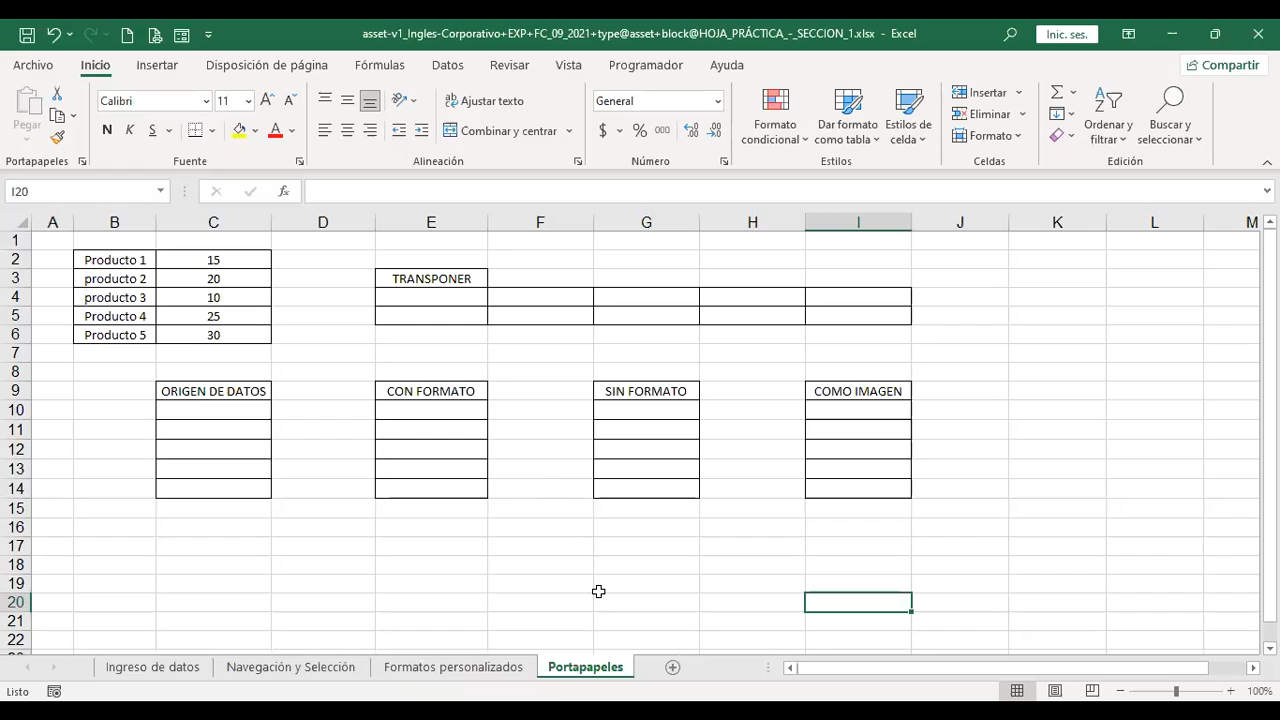 asset-v1_Ingles-Corporativo+EXP+FC_09_2021+type@asset+block@HOJA_PRÁCTICA_-_SECCION_1.xlsx - Excel
Inic. ses.
Archivo Inicio Insertar Disposición de página Fórmulas Datos Revisar Vista Programador Ayuda Compartir
Pegar
Calibri 11
N K S
Ajustar texto
Combinar y centrar
General
$ % 000
Formato condicional
Dar formato como tabla
Estilos de celda
Insertar
Eliminar
Formato
Ordenar y filtrar
Buscar y seleccionar
Portapapeles Fuente Alineación Número Estilos Celdas Edición
I20 fx
A B C D E F G H I J K L M
1
2 Producto 1 15
3 producto 2 20 TRANSPONER
4 producto 3 10
5 Producto 4 25
6 Producto 5 30
7
8
9 ORIGEN DE DATOS CON FORMATO SIN FORMATO COMO IMAGEN
10
11
12
13
14
15
16
17
18
19
20
21
22
Ingreso de datos Navegación y Selección Formatos personalizados Portapapeles
Listo 100%